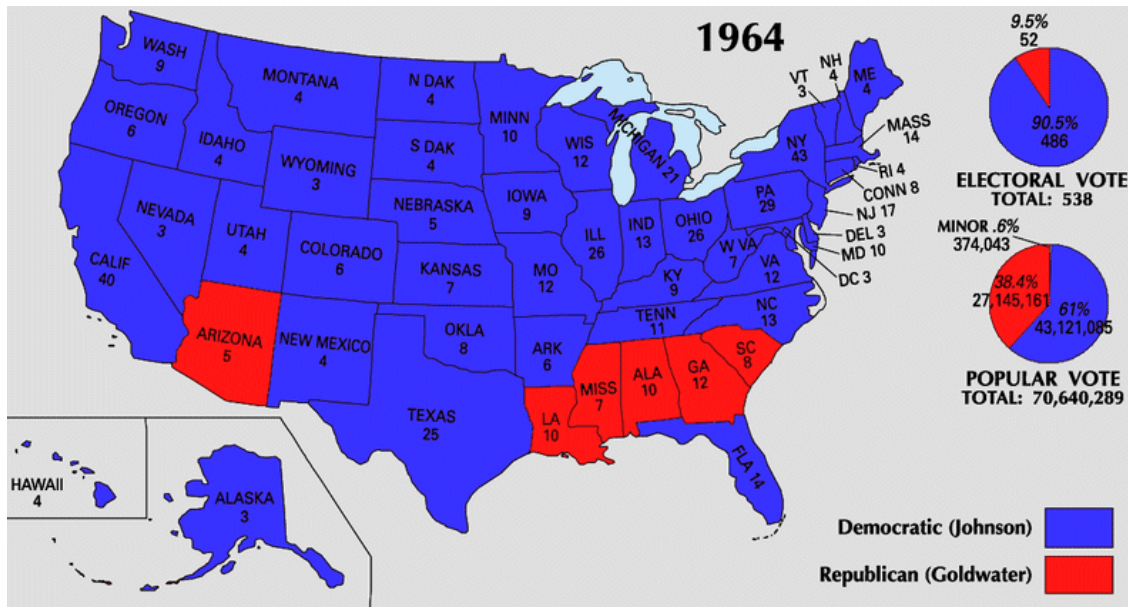 1964
WASH
9
OREGON
6
CALIF
40
NEVADA
3
IDAHO
4
MONTANA
4
WYOMING
3
UTAH
4
ARIZONA
5
COLORADO
6
NEW MEXICO
4
N DAK
4
S DAK
4
NEBRASKA
5
KANSAS
7
OKLA
8
TEXAS
25
MINN
10
IOWA
9
MO
12
ARK
6
LA
10
WIS
12
MICHIGAN 21
ILL
26
IND
13
OHIO
26
KY
9
TENN
11
MISS
7
ALA
10
GA
12
FLA 14
SC
8
NC
13
VA
12
W VA
7
PA
29
NY
43
VT
3
NH
4
ME
4
MASS
14
RI 4
CONN 8
NJ 17
DEL 3
MD 10
DC 3
HAWAII
4
ALASKA
3
9.5%
52
90.5%
486
ELECTORAL VOTE
TOTAL: 538
MINOR .6%
374,043
38.4%
27,145,161
61%
43,121,085
POPULAR VOTE
TOTAL: 70,640,289
Democratic (Johnson)
Republican (Goldwater)